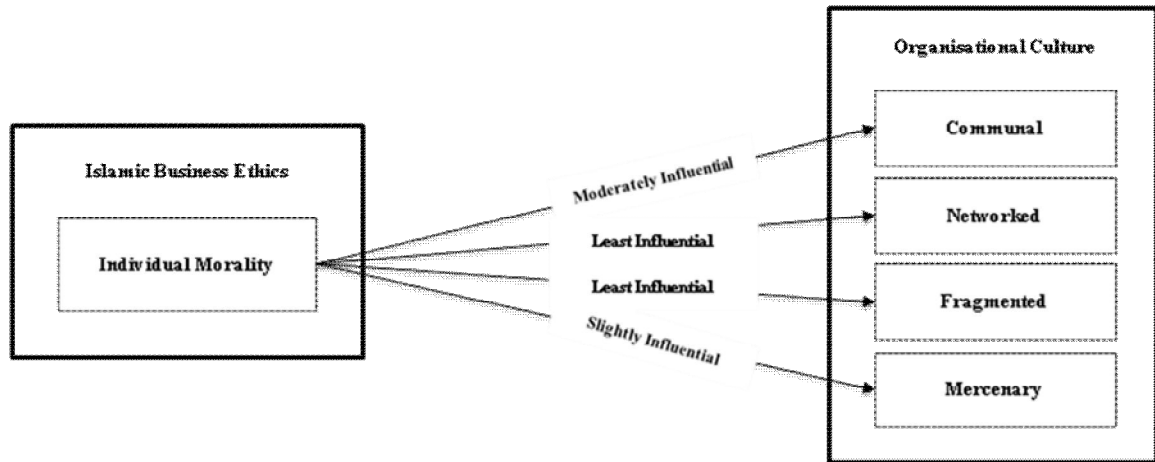 Organisational Culture
Communal
Islamic Business Ethics
Moderately Influential
Networked
Least Influential
Individual Morality
Least Influential
Fragmented
Slightly Influential
Mercenary